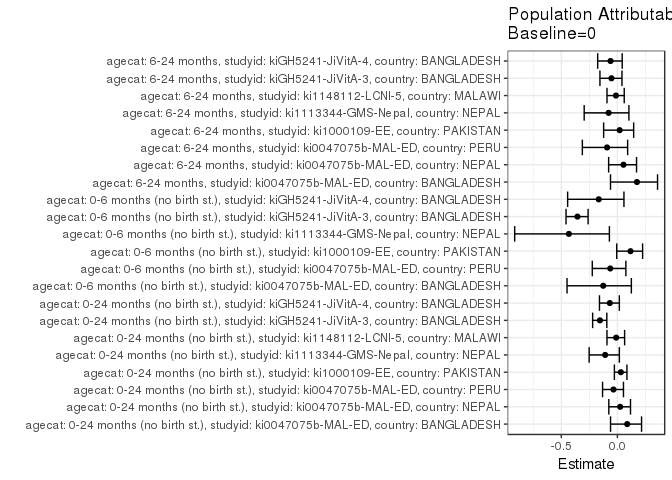 Population Attributab
Baseline=0
agecat: 6-24 months, studyid: kiGH5241-JiVitA-4, country: BANGLADESH
agecat: 6-24 months, studyid: kiGH5241-JiVitA-3, country: BANGLADESH
agecat: 6-24 months, studyid: ki1148112-LCNI-5, country: MALAWI
agecat: 6-24 months, studyid: ki1113344-GMS-Nepal, country: NEPAL
agecat: 6-24 months, studyid: ki1000109-EE, country: PAKISTAN
agecat: 6-24 months, studyid: ki0047075b-MAL-ED, country: PERU
agecat: 6-24 months, studyid: ki0047075b-MAL-ED, country: NEPAL
agecat: 6-24 months, studyid: ki0047075b-MAL-ED, country: BANGLADESH
agecat: 0-6 months (no birth st.), studyid: kiGH5241-JiVitA-4, country: BANGLADESH
agecat: 0-6 months (no birth st.), studyid: kiGH5241-JiVitA-3, country: BANGLADESH
agecat: 0-6 months (no birth st.), studyid: ki1113344-GMS-Nepal, country: NEPAL
agecat: 0-6 months (no birth st.), studyid: ki1000109-EE, country: PAKISTAN
agecat: 0-6 months (no birth st.), studyid: ki0047075b-MAL-ED, country: PERU
agecat: 0-6 months (no birth st.), studyid: ki0047075b-MAL-ED, country: BANGLADESH
agecat: 0-24 months (no birth st.), studyid: kiGH5241-JiVitA-4, country: BANGLADESH
agecat: 0-24 months (no birth st.), studyid: kiGH5241-JiVitA-3, country: BANGLADESH
agecat: 0-24 months (no birth st.), studyid: ki1148112-LCNI-5, country: MALAWI
agecat: 0-24 months (no birth st.), studyid: ki1113344-GMS-Nepal, country: NEPAL
agecat: 0-24 months (no birth st.), studyid: ki1000109-EE, country: PAKISTAN
agecat: 0-24 months (no birth st.), studyid: ki0047075b-MAL-ED, country: PERU
agecat: 0-24 months (no birth st.), studyid: ki0047075b-MAL-ED, country: NEPAL
agecat: 0-24 months (no birth st.), studyid: ki0047075b-MAL-ED, country: BANGLADESH
-0.5 0.0
Estimate